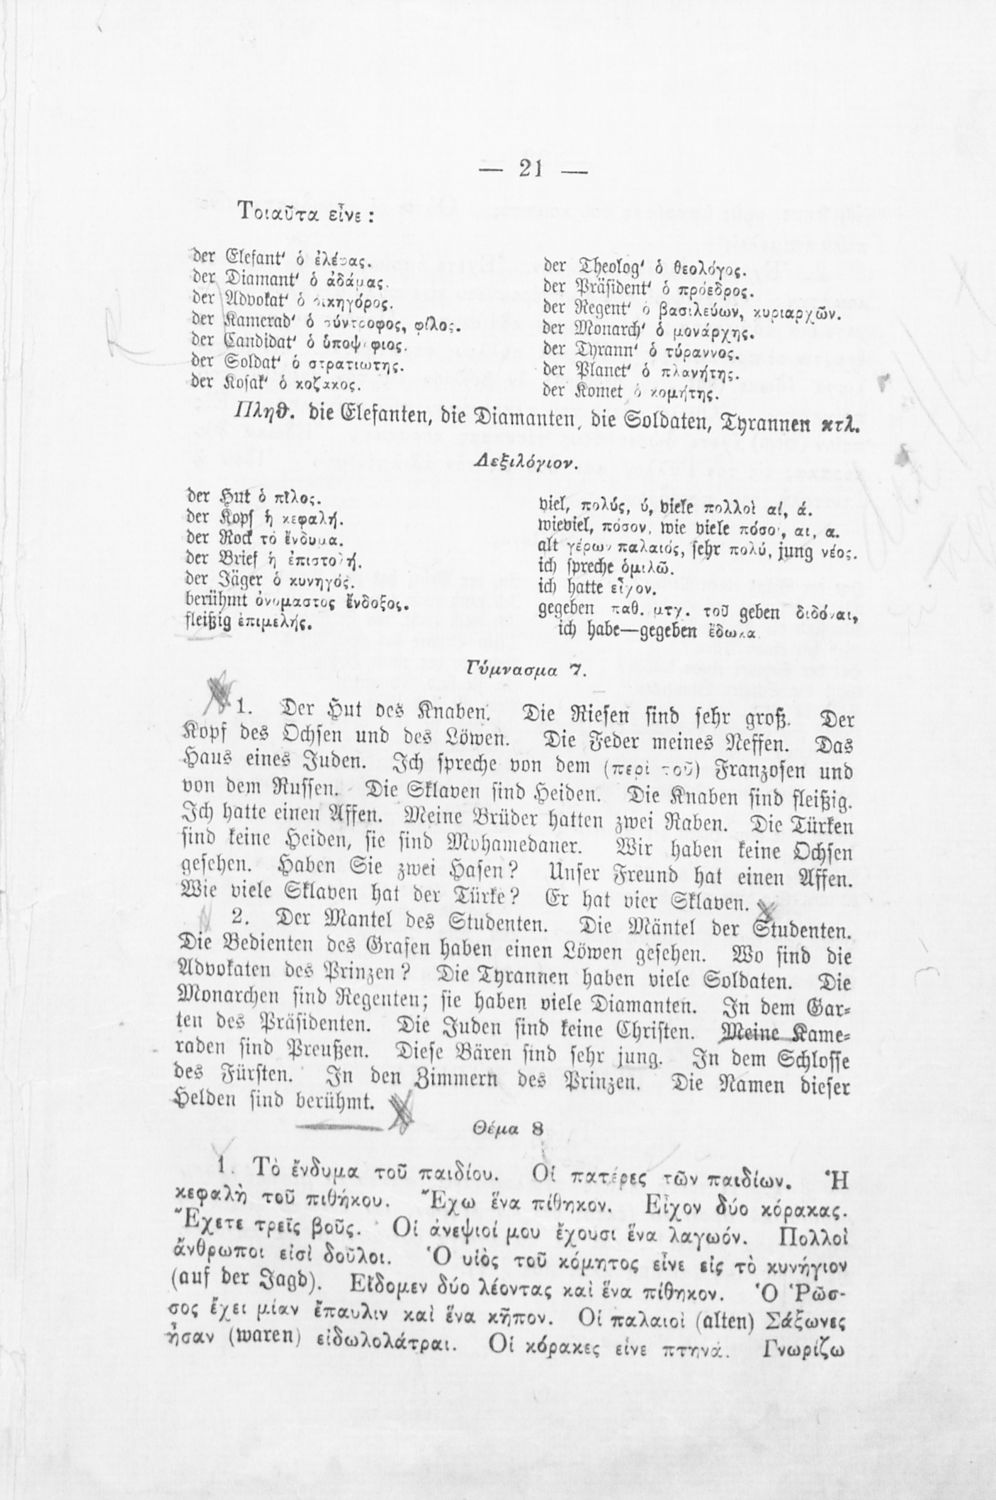 — 21 —
Τοιαῦτα εἶνε :
der Elefant' ὁ ἐλέφας.
der Diamant' ὁ ἀδάμας.
der Advokat' ὁ δικηγόρος.
der Kamerad' ὁ σύντροφος, φίλος.
der Candidat' ὁ ὑποψήφιος.
der Soldat' ὁ στρατιωτης.
der Kosak' ὁ κοζακος.
der Theolog' ὁ θεολόγος.
der Präsident' ὁ πρόεδρος.
der Regent' ὁ βασιλεύων, κυριαρχῶν.
der Monarch' ὁ μονάρχης.
der Tyrann' ὁ τύραννος.
der Planet' ὁ πλανήτης.
der Komet ὁ κομήτης.
Πληθ. die Elefanten, die Diamanten, die Soldaten, Tyrannen κτλ.
Λεξιλόγιον.
der Hut ὁ πῖλος.
der Kopf ἡ κεφαλή.
der Rock τὸ ἔνδυμα.
der Brief ἡ ἐπιστολή.
der Jäger ὁ κυνηγός.
berühmt ὀνομαστος ἔνδοξος.
fleißig ἐπιμελής.
viel, πολύς, ύ, viele πολλοὶ αί, ά.
wieviel, πόσον, wie viele πόσοι, αι, α.
alt γέρων παλαιός, sehr πολύ, jung νέος.
ich spreche ὁμιλῶ.
ich hatte εἶχον.
gegeben παθ. μτχ. τοῦ geben διδόναι,
ich habe—gegeben ἔδωκα
Γύμνασμα 7.
1. Der Hut des Knaben. Die Riesen sind sehr groß. Der
Kopf des Ochsen und des Löwen. Die Feder meines Neffen. Das
Haus eines Juden. Ich spreche von dem (περὶ τοῦ) Franzosen und
von dem Russen. Die Sklaven sind Heiden. Die Knaben sind fleißig.
Ich hatte einen Affen. Meine Brüder hatten zwei Raben. Die Türken
sind keine Heiden, sie sind Mohamedaner. Wir haben keine Ochsen
gesehen. Haben Sie zwei Hasen? Unser Freund hat einen Affen.
Wie viele Sklaven hat der Türke? Er hat vier Sklaven.
2. Der Mantel des Studenten. Die Mäntel der Studenten.
Die Bedienten des Grafen haben einen Löwen gesehen. Wo sind die
Advokaten des Prinzen? Die Tyrannen haben viele Soldaten. Die
Monarchen sind Regenten; sie haben viele Diamanten. In dem Gar-
ten des Präsidenten. Die Juden sind keine Christen. Meine Kame-
raden sind Preußen. Diese Bären sind sehr jung. In dem Schlosse
des Fürsten. In den Zimmern des Prinzen. Die Namen dieser
Helden sind berühmt.
Θέμα 8
1. Τὸ ἔνδυμα τοῦ παιδίου. Οἱ πατέρες τῶν παιδίων. Ἡ
κεφαλὴ τοῦ πιθήκου. Ἔχω ἕνα πίθηκον. Εἶχον δύο κόρακας.
Ἔχετε τρεῖς βοῦς. Οἱ ἀνεψιοί μου ἔχουσι ἕνα λαγωόν. Πολλοὶ
ἄνθρωποι εἰσὶ δοῦλοι. Ὁ υἱὸς τοῦ κόμητος εἶνε εἰς τὸ κυνήγιον
(auf der Jagd). Εἴδομεν δύο λέοντας καὶ ἕνα πίθηκον. Ὁ Ῥῶσ-
σος ἔχει μίαν ἔπαυλιν καὶ ἕνα κῆπον. Οἱ παλαιοὶ (alten) Σάξωνες
ἦσαν (waren) εἰδωλολάτραι. Οἱ κόρακες εἶνε πτηνά. Γνωρίζω